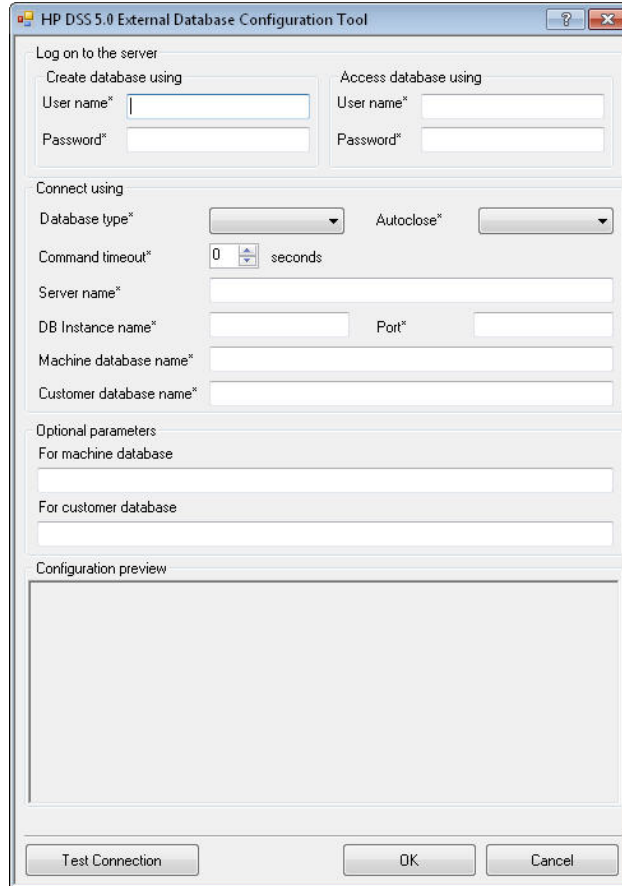 HP DSS 5.0 External Database Configuration Tool
Log on to the server
Create database using
Access database using
User name*
User name*
Password*
Password*
Connect using
Database type*
Autoclose*
Command timeout* 0 seconds
Server name*
DB Instance name*
Port*
Machine database name*
Customer database name*
Optional parameters
For machine database
For customer database
Configuration preview
Test Connection
OK
Cancel